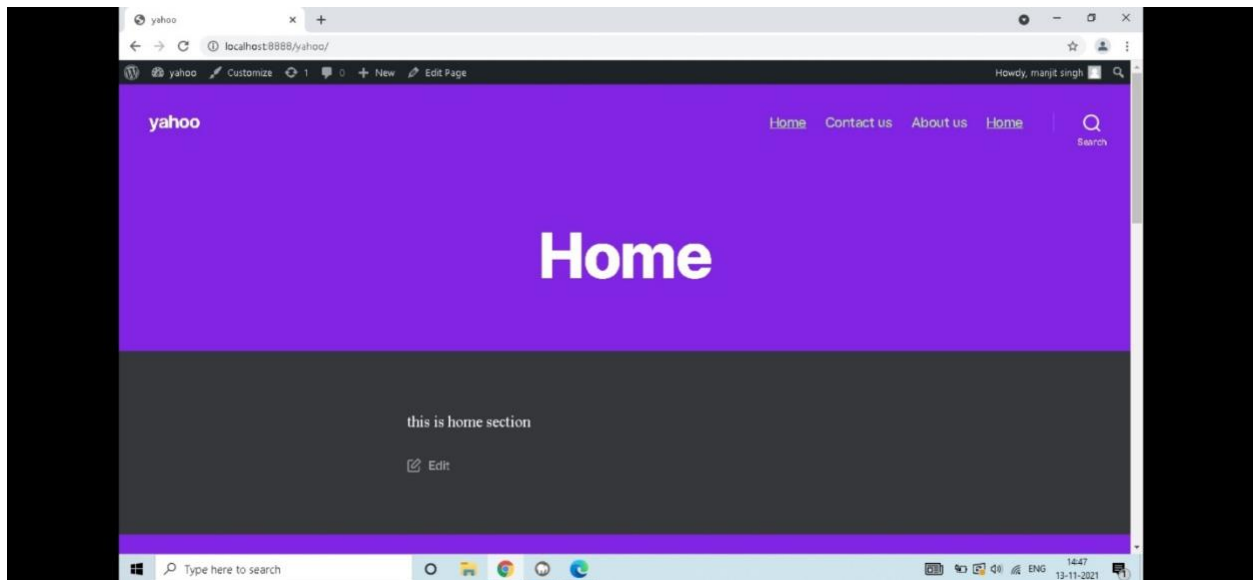 yahoo
localhost:8888/yahoo/
yahoo Customize 1 0 New Edit Page Howdy, manjit singh
yahoo Home Contact us About us Home
Search
Home
this is home section
Edit
Type here to search ENG 14:47
13-11-2021
1